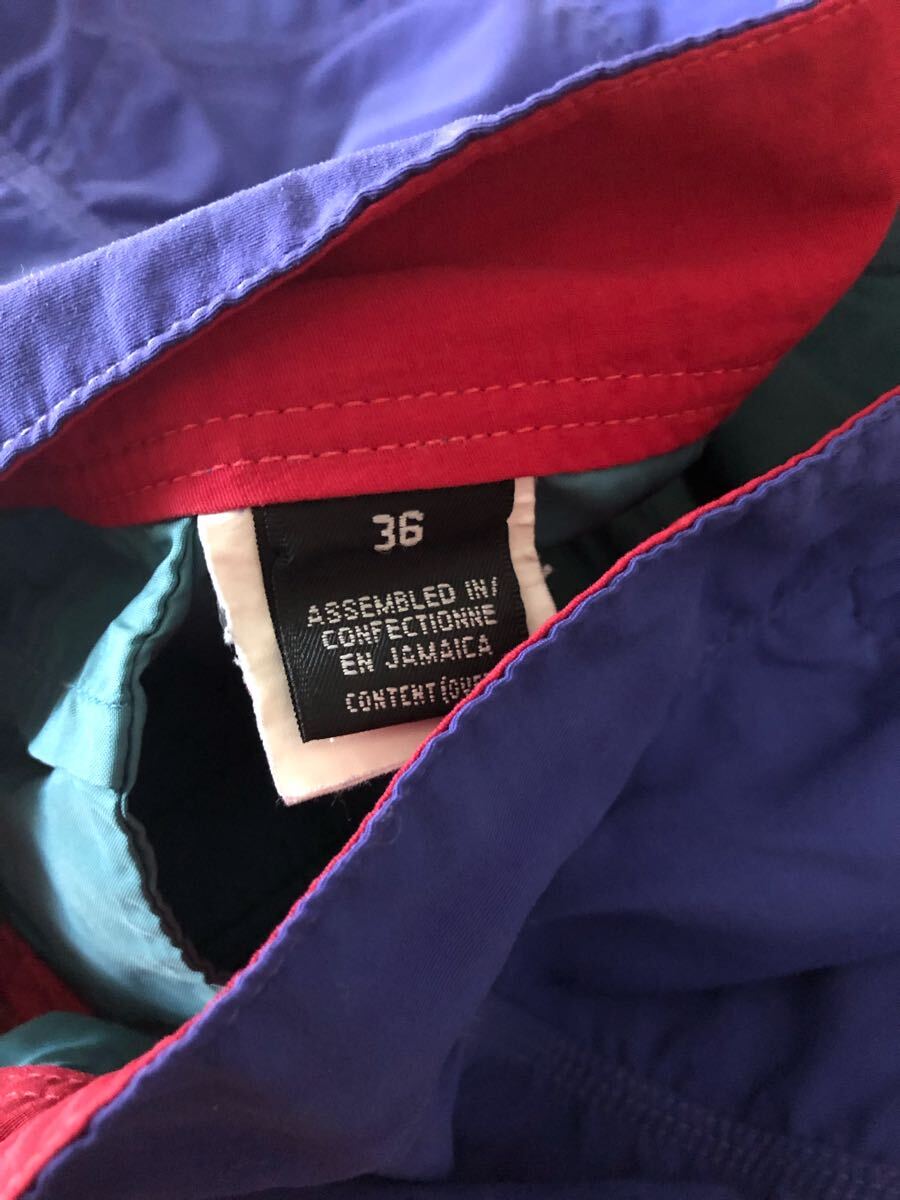 36
ASSEMBLED IN/
CONFECTIONNE
EN JAMAICA
CONTENT